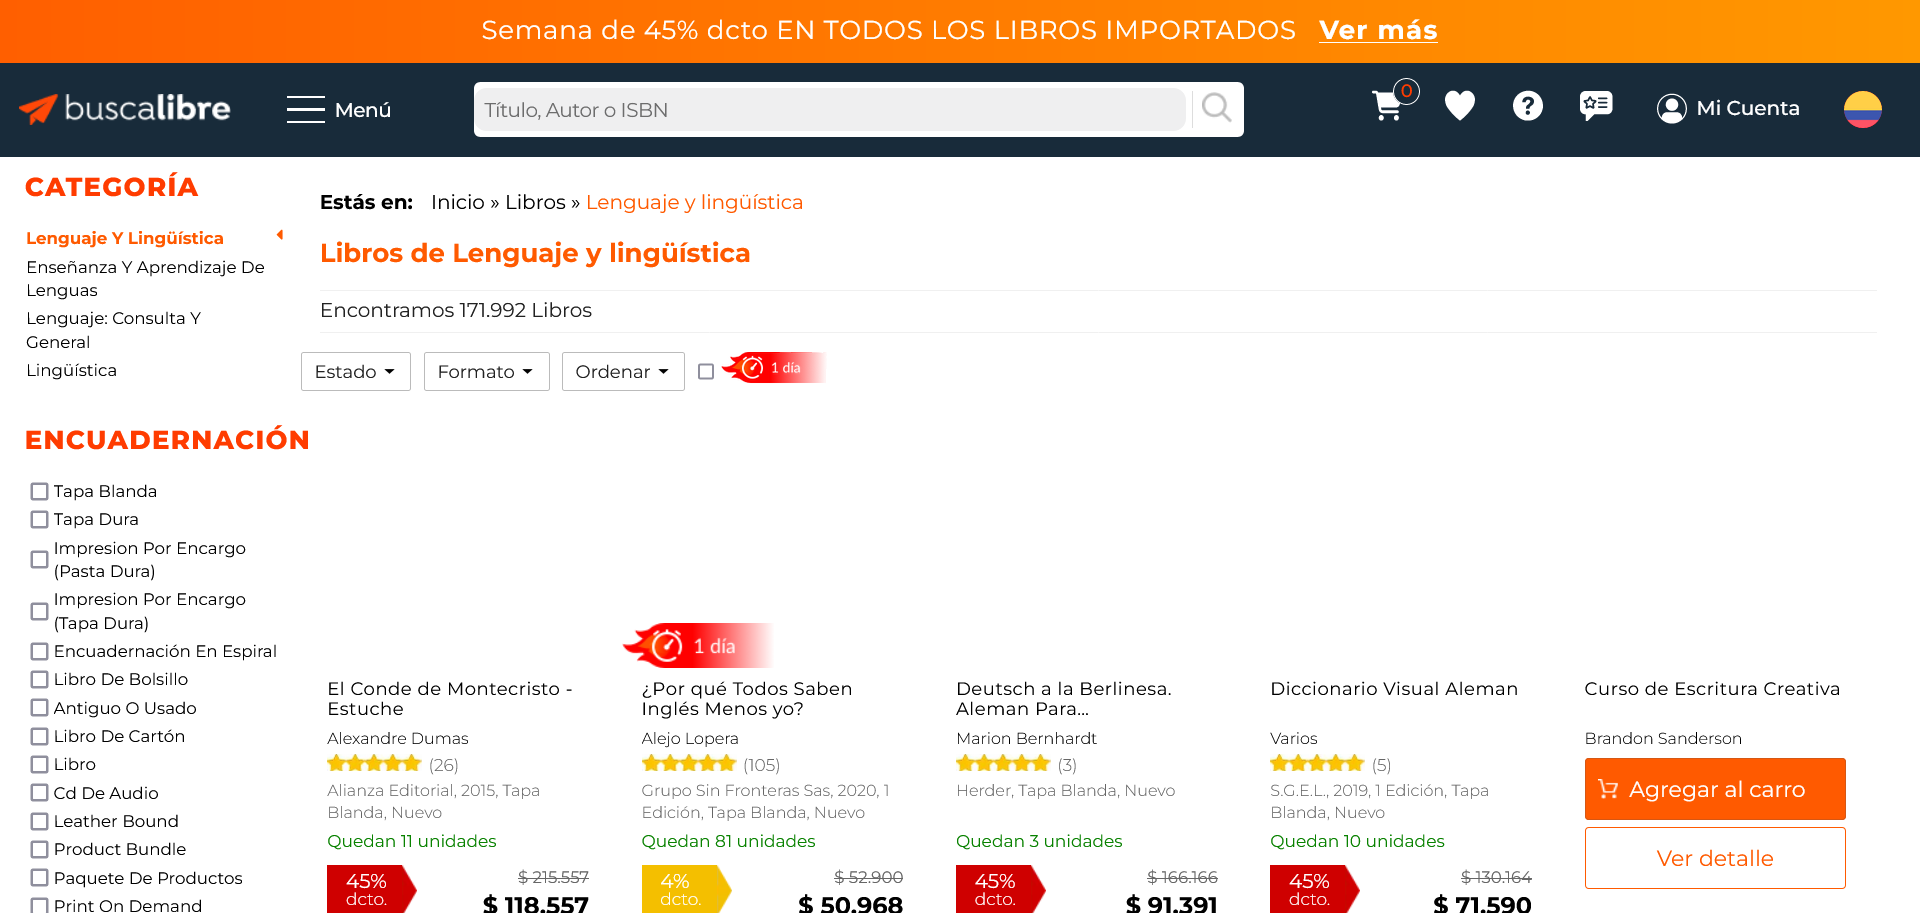 Semana de 45% dcto EN TODOS LOS LIBROS IMPORTADOS Ver más
buscalibre
Menú
Título, Autor o ISBN
0
Mi Cuenta
CATEGORÍA
Lenguaje Y Lingüística
Enseñanza Y Aprendizaje De
Lenguas
Lenguaje: Consulta Y
General
Lingüística
ENCUADERNACIÓN
Tapa Blanda
Tapa Dura
Impresion Por Encargo
(Pasta Dura)
Impresion Por Encargo
(Tapa Dura)
Encuadernación En Espiral
Libro De Bolsillo
Antiguo O Usado
Libro De Cartón
Libro
Cd De Audio
Leather Bound
Product Bundle
Paquete De Productos
Print On Demand
Estás en: Inicio » Libros » Lenguaje y lingüística
Libros de Lenguaje y lingüística
Encontramos 171.992 Libros
Estado
Formato
Ordenar
1 día
El Conde de Montecristo -
Estuche
Alexandre Dumas
(26)
Alianza Editorial, 2015, Tapa
Blanda, Nuevo
Quedan 11 unidades
45%
dcto.
$ 215.557
$ 118.557
1 día
¿Por qué Todos Saben
Inglés Menos yo?
Alejo Lopera
(105)
Grupo Sin Fronteras Sas, 2020, 1
Edición, Tapa Blanda, Nuevo
Quedan 81 unidades
4%
dcto.
$ 52.900
$ 50.968
Deutsch a la Berlinesa.
Aleman Para...
Marion Bernhardt
(3)
Herder, Tapa Blanda, Nuevo
Quedan 3 unidades
45%
dcto.
$ 166.166
$ 91.391
Diccionario Visual Aleman
Varios
(5)
S.G.E.L., 2019, 1 Edición, Tapa
Blanda, Nuevo
Quedan 10 unidades
45%
dcto.
$ 130.164
$ 71.590
Curso de Escritura Creativa
Brandon Sanderson
Agregar al carro
Ver detalle